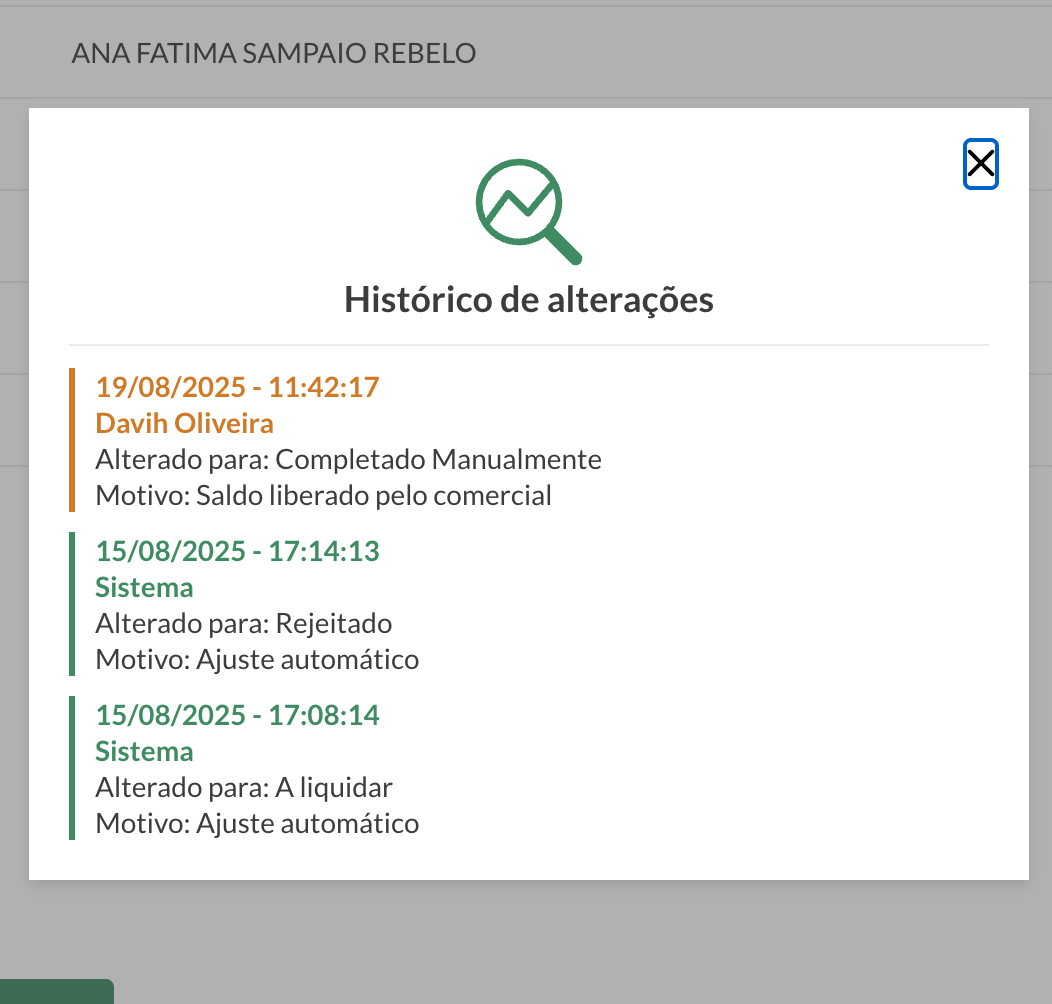 ANA FATIMA SAMPAIO REBELO
Histórico de alterações
19/08/2025 - 11:42:17
Davih Oliveira
Alterado para: Completado Manualmente
Motivo: Saldo liberado pelo comercial
15/08/2025 - 17:14:13
Sistema
Alterado para: Rejeitado
Motivo: Ajuste automático
15/08/2025 - 17:08:14
Sistema
Alterado para: A liquidar
Motivo: Ajuste automático